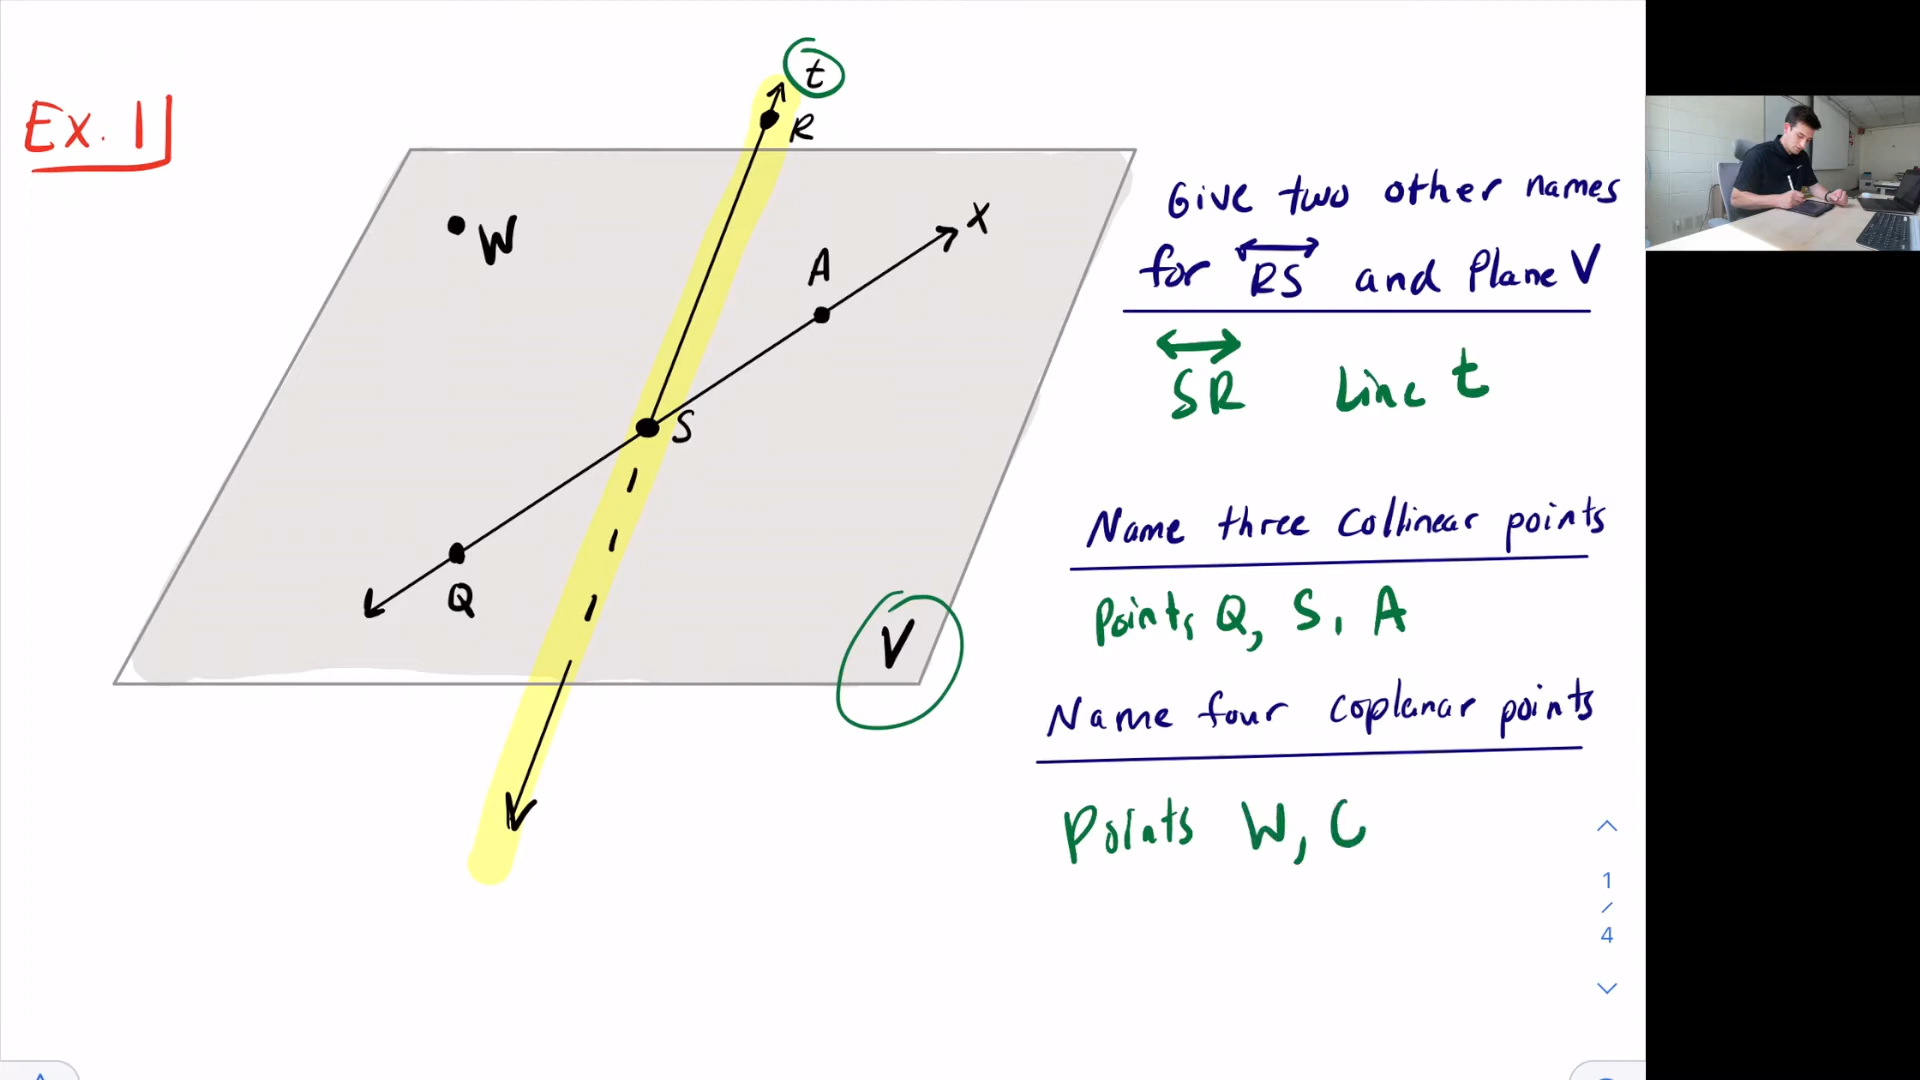 Ex. 1
t
R
W
X
A
S
Q
V
Give two other names
for RS and Plane V
SR Line t
Name three collinear points
Points Q, S, A
Name four coplanar points
Points W, C
1
/
4